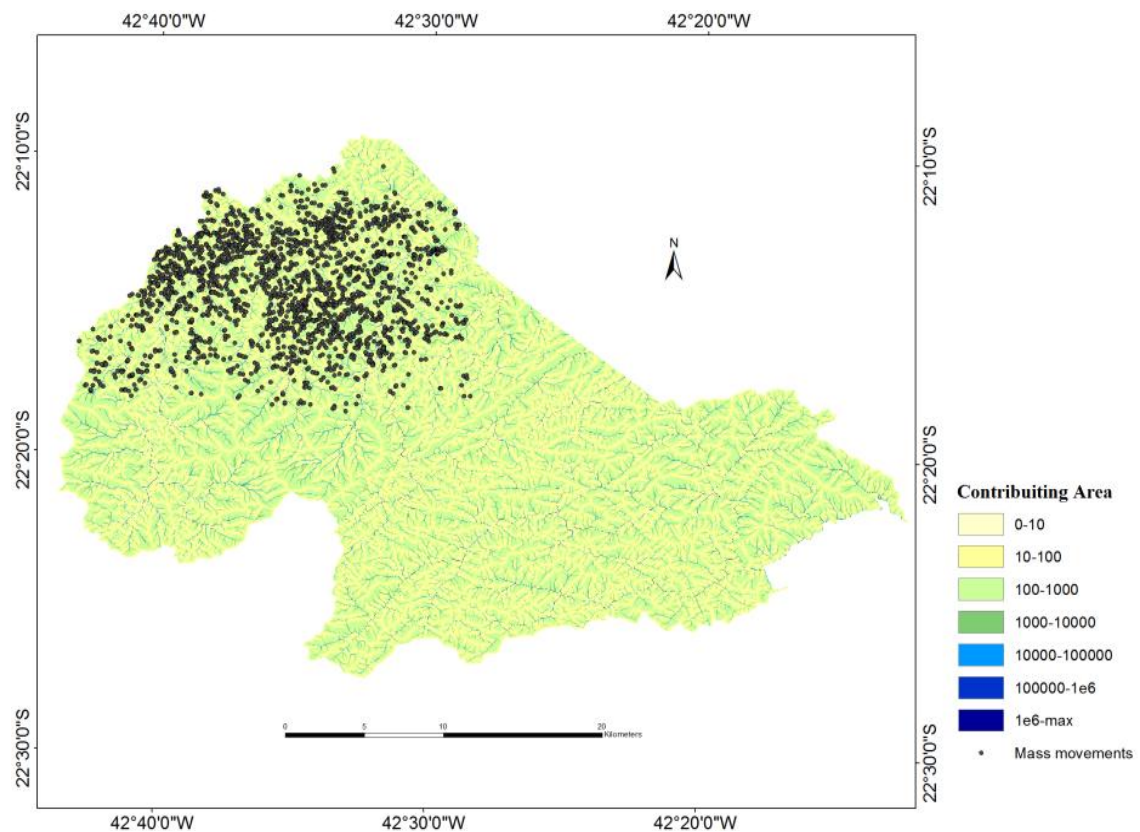 42°40'0"W 42°30'0"W 42°20'0"W
22°10'0"S 22°10'0"S
N
22°20'0"S 22°20'0"S
Contribuiting Area
0-10
10-100
100-1000
1000-10000
10000-100000
100000-1e6
1e6-max
Mass movements
0 5 10 20
Kilometers
22°30'0"S 22°30'0"S
42°40'0"W 42°30'0"W 42°20'0"W